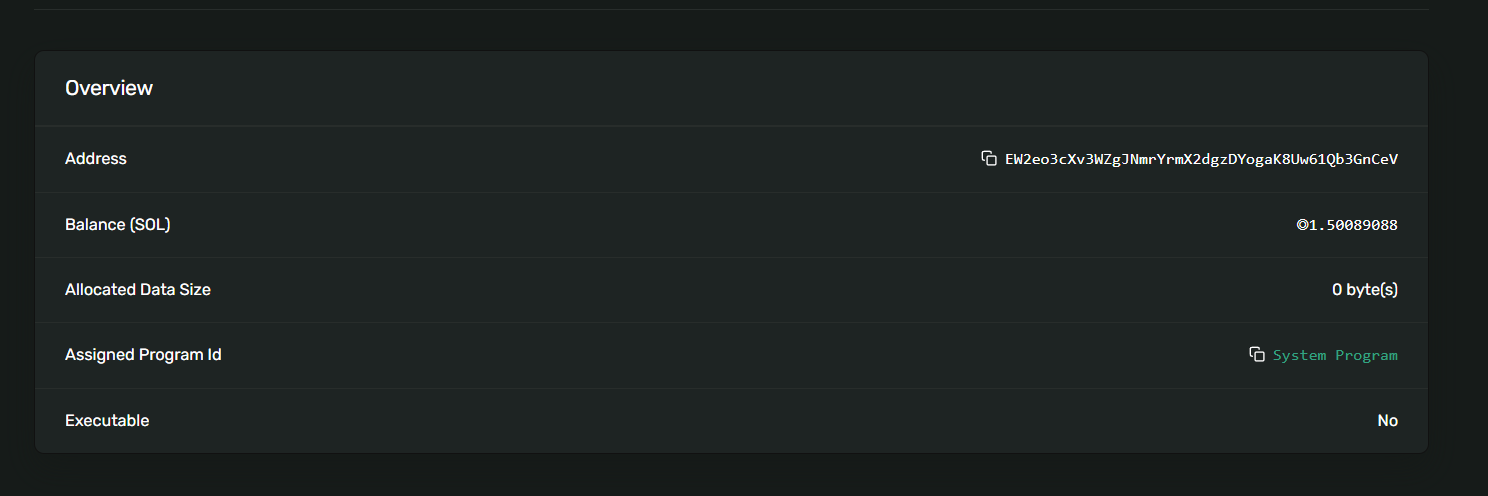 Overview
Address EW2eo3cXv3WZgJNmrYrmX2dgzDYogaK8Uw61Qb3GnCeV
Balance (SOL) ◎1.50089088
Allocated Data Size 0 byte(s)
Assigned Program Id System Program
Executable No